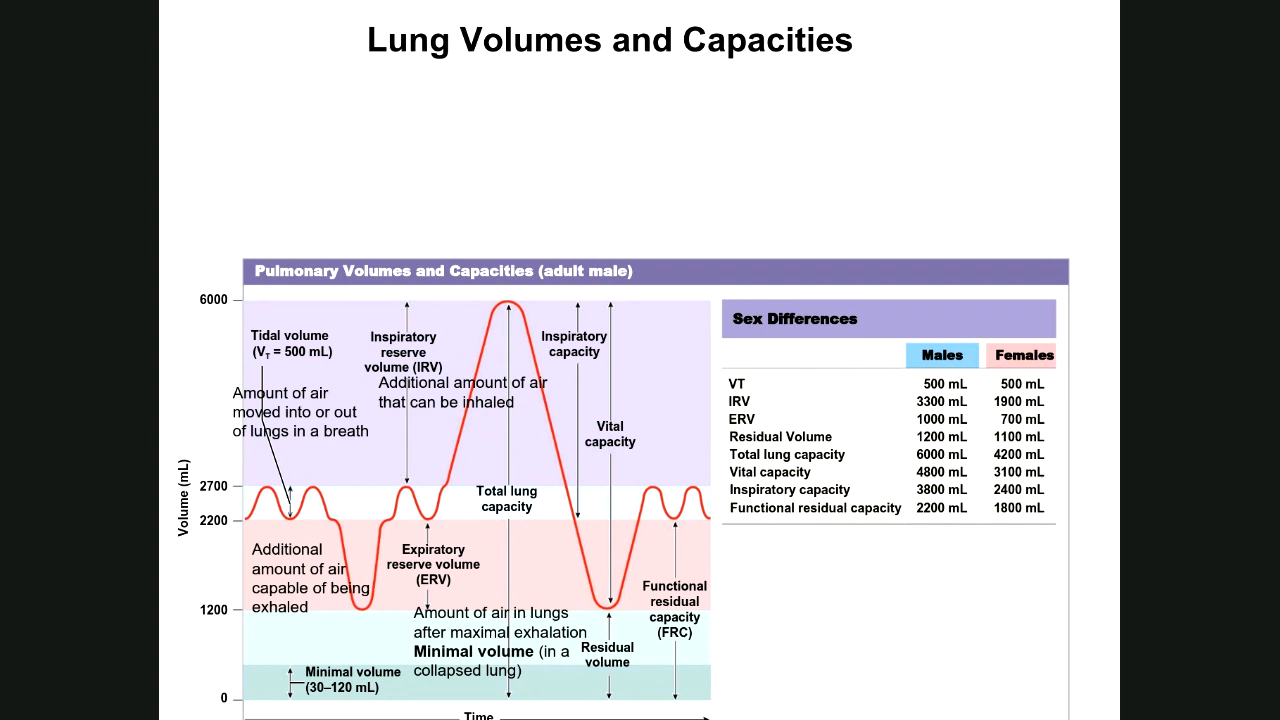 Lung Volumes and Capacities
Pulmonary Volumes and Capacities (adult male)
Volume (mL)
6000
2700
2200
1200
0
Tidal volume
(VT = 500 mL)
Amount of air
moved into or out
of lungs in a breath
Inspiratory
reserve
volume (IRV)
Additional amount of air
that can be inhaled
Inspiratory
capacity
Vital
capacity
Total lung
capacity
Additional
amount of air
capable of being
exhaled
Expiratory
reserve volume
(ERV)
Amount of air in lungs
after maximal exhalation
Minimal volume (in a
collapsed lung)
Functional
residual
capacity
(FRC)
Residual
volume
Minimal volume
(30–120 mL)
Time
Sex Differences
Males Females
VT 500 mL 500 mL
IRV 3300 mL 1900 mL
ERV 1000 mL 700 mL
Residual Volume 1200 mL 1100 mL
Total lung capacity 6000 mL 4200 mL
Vital capacity 4800 mL 3100 mL
Inspiratory capacity 3800 mL 2400 mL
Functional residual capacity 2200 mL 1800 mL